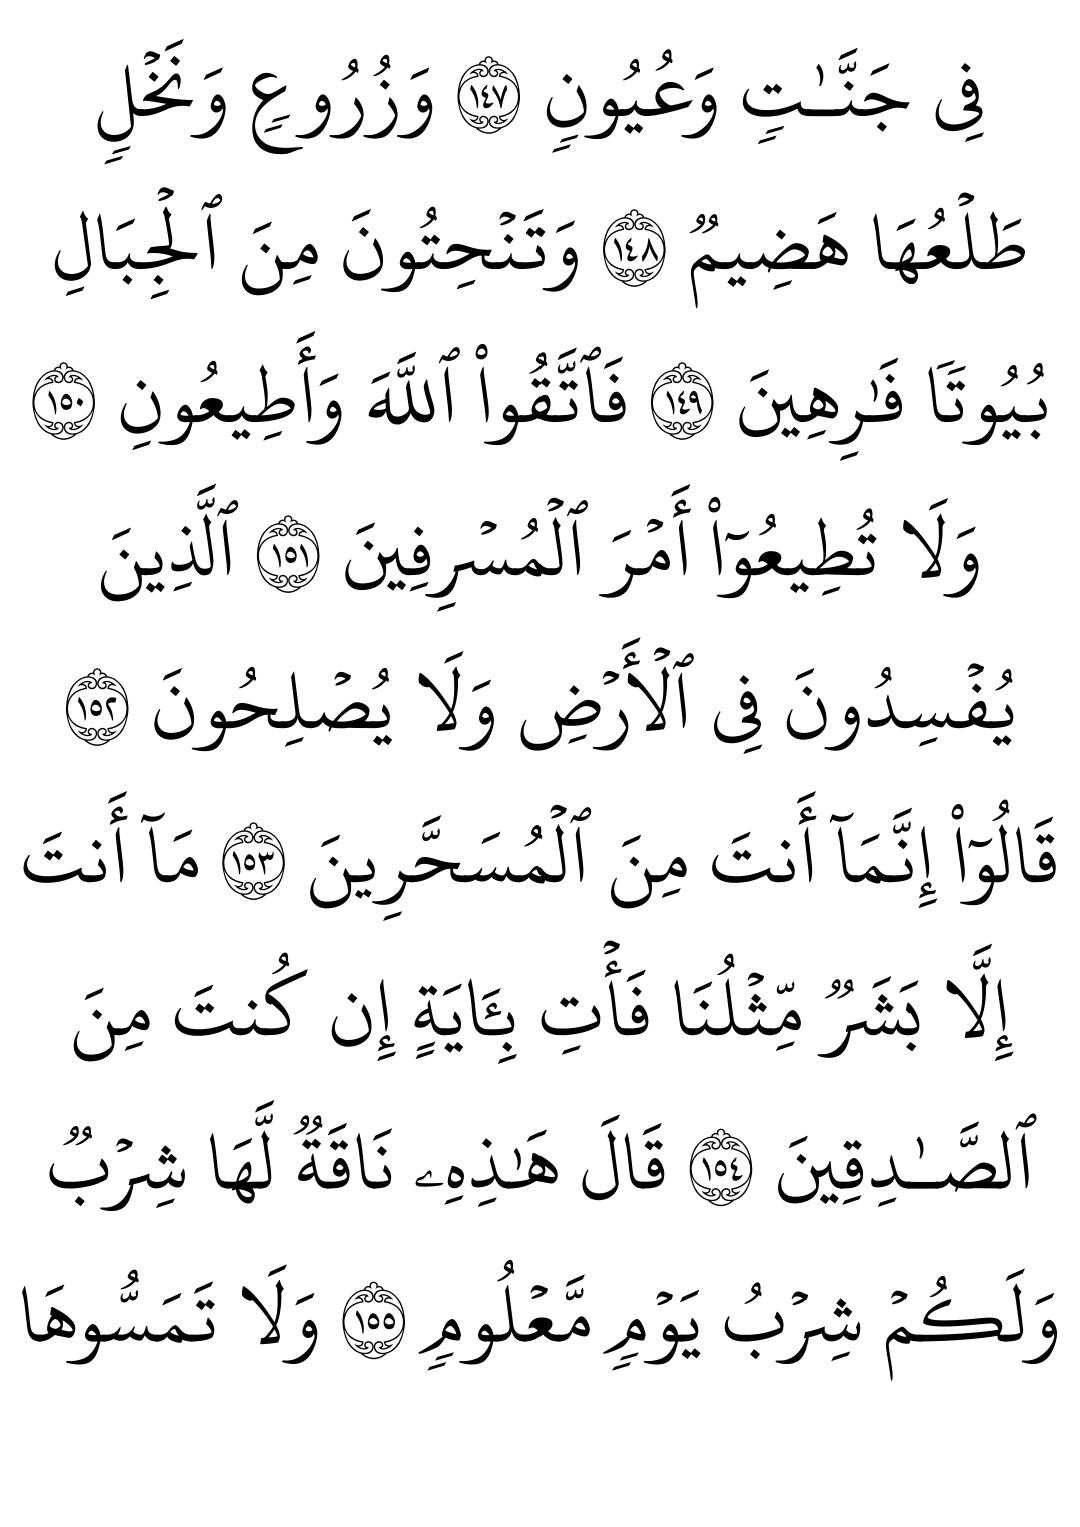 فِى جَنَّـٰتٍۢ وَعُيُونٍۢ ١٤٧ وَزُرُوعٍۢ وَنَخْلٍۢ
طَلْعُهَا هَضِيمٌۭ ١٤٨ وَتَنْحِتُونَ مِنَ ٱلْجِبَالِ
بُيُوتًۭا فَـٰرِهِينَ ١٤٩ فَٱتَّقُوا۟ ٱللَّهَ وَأَطِيعُونِ ١٥٠
وَلَا تُطِيعُوٓا۟ أَمْرَ ٱلْمُسْرِفِينَ ١٥١ ٱلَّذِينَ
يُفْسِدُونَ فِى ٱلْأَرْضِ وَلَا يُصْلِحُونَ ١٥٢
قَالُوٓا۟ إِنَّمَآ أَنتَ مِنَ ٱلْمُسَحَّرِينَ ١٥٣ مَآ أَنتَ
إِلَّا بَشَرٌۭ مِّثْلُنَا فَأْتِ بِـَٔايَةٍ إِن كُنتَ مِنَ
ٱلصَّـٰدِقِينَ ١٥٤ قَالَ هَـٰذِهِۦ نَاقَةٌۭ لَّهَا شِرْبٌۭ
وَلَكُمْ شِرْبُ يَوْمٍۢ مَّعْلُومٍۢ ١٥٥ وَلَا تَمَسُّوهَا